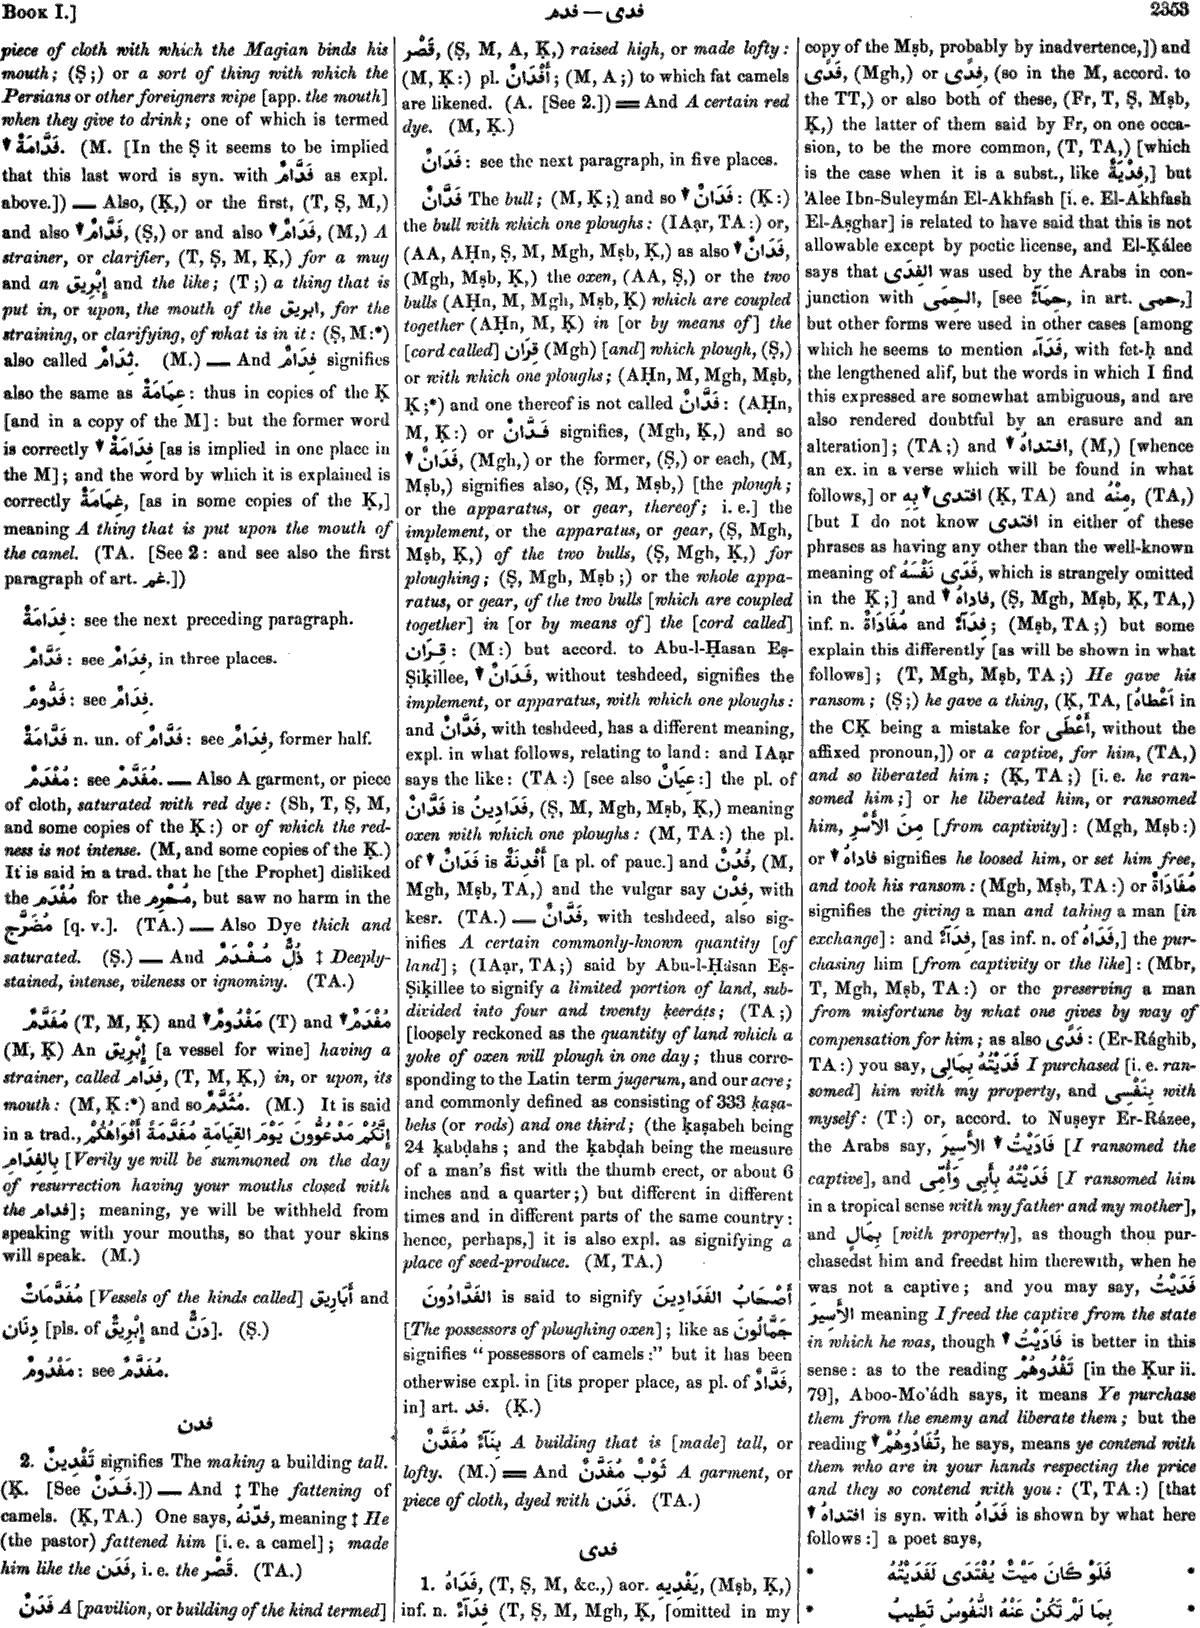 Book I.]
فدم — فدى
2353
piece of cloth with which the Magian binds his
mouth; (Ṣ;) or a sort of thing with which the
Persians or other foreigners wipe [app. the mouth]
when they give to drink; one of which is termed
فَدَّامَةٌ. (M. [In the Ṣ it seems to be implied
that this last word is syn. with فَدَّامٌ as expl.
above.]) — Also, (Ḳ,) or the first, (T, Ṣ, M,)
and also فَدَّامٌ, (Ṣ,) or and also فَدَّامٌ, (M,) A
strainer, or clarifier, (T, Ṣ, M, Ḳ,) for a mug
and an إِبْرِيق and the like; (T;) a thing that is
put in, or upon, the mouth of the ابريق, for the
straining, or clarifying, of what is in it: (Ṣ, M:*)
also called ثِدَامٌ. (M.) — And فِدَامٌ signifies
also the same as عِمَامَةٌ: thus in copies of the Ḳ
[and in a copy of the M]: but the former word
is correctly فِدَامَةٌ [as is implied in one place in
the M]; and the word by which it is explained is
correctly غِمَامَةٌ, [as in some copies of the Ḳ,]
meaning A thing that is put upon the mouth of
the camel. (TA. [See 2: and see also the first
paragraph of art. غم.])
فِدَامَةٌ: see the next preceding paragraph.
فَدَّامٌ: see فِدَامٌ, in three places.
فَدُّومٌ: see فِدَامٌ.
فَدَّامَةٌ n. un. of فَدَّامٌ: see فِدَامٌ, former half.
مُفْدَمٌ: see مُفَدَّمٌ. — Also A garment, or piece
of cloth, saturated with red dye: (Sh, T, Ṣ, M,
and some copies of the Ḳ:) or of which the red-
ness is not intense. (M, and some copies of the Ḳ.)
It is said in a trad. that he [the Prophet] disliked
the مُفْدَم for the مُحْرِم, but saw no harm in the
مُضَرَّج [q. v.]. (TA.) — Also Dye thick and
saturated. (Ṣ.) — And ذُلٌّ مُفْدَمٌ ‡ Deeply-
stained, intense, vileness or ignominy. (TA.)
مُفَدَّمٌ (T, M, Ḳ) and مَفْدُومٌ (T) and مُفْدَمٌ
(M, Ḳ) An إِبْرِيق [a vessel for wine] having a
strainer, called فِدَام, (T, M, Ḳ,) in, or upon, its
mouth: (M, Ḳ:*) and so مُثَدَّمٌ. (M.) It is said
in a trad., إِنَّكُمْ مَدْعُوُّونَ يَوْمَ القِيَامَةِ مُفَدَّمَةً أَفْوَاهُكُمْ
بِالفِدَامِ [Verily ye will be summoned on the day
of resurrection having your mouths closed with
the فدام]; meaning, ye will be withheld from
speaking with your mouths, so that your skins
will speak. (M.)
مُفَدَّمَاتٌ [Vessels of the kinds called] أَبَارِيق and
دِنَان [pls. of إِبْرِيقٌ and دَنٌّ]. (Ṣ.)
مَفْدُومٌ: see مُفَدَّمٌ.
فدن
2. تَفْدِينٌ signifies The making a building tall.
(Ḳ. [See فَدَنٌ.]) — And ‡ The fattening of
camels. (Ḳ, TA.) One says, فَدَّنَهُ, meaning ‡ He
(the pastor) fattened him [i. e. a camel]; made
him like the فَدَن, i. e. the قَصْر. (TA.)
فَدَنٌ A [pavilion, or building of the kind termed]
قَصْر, (Ṣ, M, A, Ḳ,) raised high, or made lofty:
(M, Ḳ:) pl. أَفْدَانٌ; (M, A;) to which fat camels
are likened. (A. [See 2.]) == And A certain red
dye. (M, Ḳ.)
فَدَانٌ: see the next paragraph, in five places.
فَدَّانٌ The bull; (M, Ḳ;) and so فَدَانٌ: (Ḳ:)
the bull with which one ploughs: (IAạr, TA:) or,
(AA, AḤn, Ṣ, M, Mgh, Mṣb, Ḳ,) as also فَدَانٌ,
(Mgh, Mṣb, Ḳ,) the oxen, (AA, Ṣ,) or the two
bulls (AḤn, M, Mgh, Mṣb, Ḳ) which are coupled
together (AḤn, M, Ḳ) in [or by means of] the
[cord called] قِرَان (Mgh) [and] which plough, (Ṣ,)
or with which one ploughs; (AḤn, M, Mgh, Mṣb,
Ḳ;*) and one thereof is not called فَدَّانٌ: (AḤn,
M, Ḳ:) or فَدَّانٌ signifies, (Mgh, Ḳ,) and so
فَدَانٌ, (Mgh,) or the former, (Ṣ,) or each, (M,
Mṣb,) signifies also, (Ṣ, M, Mṣb,) [the plough;
or the apparatus, or gear, thereof; i. e.] the
implement, or the apparatus, or gear, (Ṣ, Mgh,
Mṣb, Ḳ,) of the two bulls, (Ṣ, Mgh, Ḳ,) for
ploughing; (Ṣ, Mgh, Mṣb;) or the whole appa-
ratus, or gear, of the two bulls [which are coupled
together] in [or by means of] the [cord called]
قِرَان: (M:) but accord. to Abu-l-Ḥasan Eṣ-
Ṣiḳillee, فَدَانٌ, without teshdeed, signifies the
implement, or apparatus, with which one ploughs:
and فَدَّانٌ, with teshdeed, has a different meaning,
expl. in what follows, relating to land: and IAạr
says the like: (TA:) [see also عِيَانٌ:] the pl. of
فَدَّانٌ is فَدَادِينُ, (Ṣ, M, Mgh, Mṣb, Ḳ,) meaning
oxen with which one ploughs: (M, TA:) the pl.
of فَدَانٌ is أَفْدِنَةٌ [a pl. of pauc.] and فُدُنٌ, (M,
Mgh, Mṣb, TA,) and the vulgar say فِدْن, with
kesr. (TA.) — فَدَّانٌ, with teshdeed, also sig-
nifies A certain commonly-known quantity [of
land]; (IAạr, TA;) said by Abu-l-Ḥasan Eṣ-
Ṣiḳillee to signify a limited portion of land, sub-
divided into four and twenty ḳeeráṭs; (TA;)
[loosely reckoned as the quantity of land which a
yoke of oxen will plough in one day; thus corre-
sponding to the Latin term jugerum, and our acre;
and commonly defined as consisting of 333 ḳaṣa-
behs (or rods) and one third; (the ḳaṣabeh being
24 ḳubḍahs; and the ḳabḍah being the measure
of a man's fist with the thumb erect, or about 6
inches and a quarter;) but different in different
times and in different parts of the same country:
hence, perhaps,] it is also expl. as signifying a
place of seed-produce. (M, TA.)
الفَدَّادُونَ is said to signify أَصْحَابُ الفَدَادِينَ
[The possessors of ploughing oxen]; like as جَمَّالُونَ
signifies "possessors of camels:" but it has been
otherwise expl. in [its proper place, as pl. of فَدَّادٌ,
in] art. فد. (Ḳ.)
بِنَآءٌ مُفَدَّنٌ A building that is [made] tall, or
lofty. (M.) == And ثَوْبٌ مُفَدَّنٌ A garment, or
piece of cloth, dyed with فَدَن. (TA.)
فدى
1. فَدَاهُ, (T, Ṣ, M, &c.,) aor. يَفْدِيهِ, (Mṣb, Ḳ,)
inf. n. فِدَآءٌ (T, Ṣ, M, Mgh, Ḳ, [omitted in my
copy of the Mṣb, probably by inadvertence,]) and
فِدًى, (Mgh,) or فَدًى, (so in the M, accord. to
the TT,) or also both of these, (Fr, T, Ṣ, Mṣb,
Ḳ,) the latter of them said by Fr, on one occa-
sion, to be the more common, (T, TA,) [which
is the case when it is a subst., like فِدْيَةٌ,] but
'Alee Ibn-Suleymán El-Akhfash [i. e. El-Akhfash
El-Aṣghar] is related to have said that this is not
allowable except by poetic license, and El-Ḳálee
says that الفِدَى was used by the Arabs in con-
junction with الحِمَى, [see حِمَآءٌ, in art. حمى,]
but other forms were used in other cases [among
which he seems to mention فَدَآء, with fet-ḥ and
the lengthened alif, but the words in which I find
this expressed are somewhat ambiguous, and are
also rendered doubtful by an erasure and an
alteration]; (TA;) and افتداهُ, (M,) [whence
an ex. in a verse which will be found in what
follows,] or افتدى بِهِ (Ḳ, TA) and مِنْهُ, (TA,)
[but I do not know افتدى in either of these
phrases as having any other than the well-known
meaning of فَدَى نَفْسَهُ, which is strangely omitted
in the Ḳ;] and فاداهُ, (Ṣ, Mgh, Mṣb, Ḳ, TA,)
inf. n. مُفَادَاةٌ and فِدَآءٌ; (Mṣb, TA;) but some
explain this differently [as will be shown in what
follows]; (T, Mgh, Mṣb, TA;) He gave his
ransom; (Ṣ;) he gave a thing, (Ḳ, TA, [أَعْطَاهُ in
the CḲ being a mistake for أَعْطَى, without the
affixed pronoun,]) or a captive, for him, (TA,)
and so liberated him; (Ḳ, TA;) [i. e. he ran-
somed him;] or he liberated him, or ransomed
him, مِنَ الأَسْرِ [from captivity]: (Mgh, Mṣb:)
or فاداهُ signifies he loosed him, or set him free,
and took his ransom: (Mgh, Mṣb, TA:) or مُفَادَاةٌ
signifies the giving a man and taking a man [in
exchange]: and فِدَآءٌ, [as inf. n. of فَدَاهُ,] the pur-
chasing him [from captivity or the like]: (Mbr,
T, Mgh, Mṣb, TA:) or the preserving a man
from misfortune by what one gives by way of
compensation for him; as also فِدًى: (Er-Rághib,
TA:) you say, فَدَيْتُهُ بِمَالِى I purchased [i. e. ran-
somed] him with my property, and بِنَفْسِى with
myself: (T:) or, accord. to Nuṣeyr Er-Rázee,
the Arabs say, فَادَيْتُ الأَسِيرَ [I ransomed the
captive], and فَدَيْتُهُ بِأَبِى وَأُمِّى [I ransomed him
in a tropical sense with my father and my mother],
and بِمَالٍ [with property], as though thou pur-
chasedst him and freedst him therewith, when he
was not a captive; and you may say, فَدَيْتُ
الأَسِيرَ meaning I freed the captive from the state
in which he was, though فَادَيْتُ is better in this
sense: as to the reading تَفْدُوهُمْ [in the Ḳur ii.
79], Aboo-Mo'ádh says, it means Ye purchase
them from the enemy and liberate them; but the
reading تُفَادُوهُمْ, he says, means ye contend with
them who are in your hands respecting the price
and they so contend with you: (T, TA:) [that
افتداهُ is syn. with فَدَاهُ is shown by what here
follows:] a poet says,
* فَلَوْ كَانَ مَيْتٌ يُفْتَدَى لَفَدَيْتُهُ *
* بِمَا لَمْ تَكُنْ عَنْهُ النُّفُوسُ تَطِيبُ *